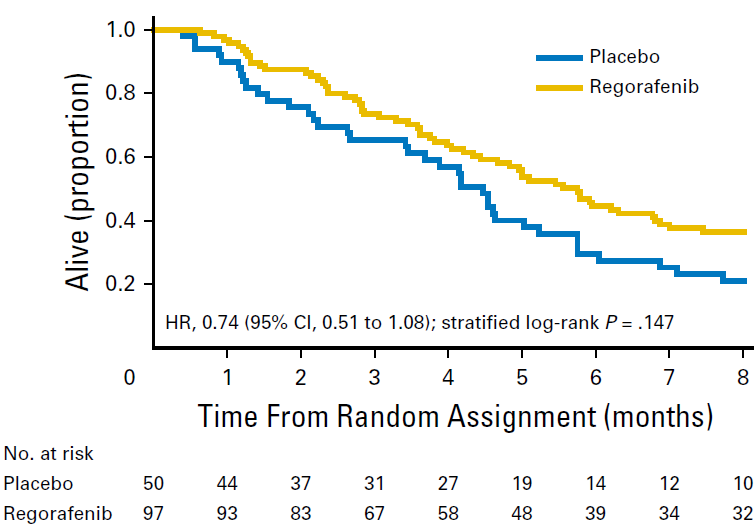 Alive (proportion)
1.0
0.8
0.6
0.4
0.2
Placebo
Regorafenib
HR, 0.74 (95% CI, 0.51 to 1.08); stratified log-rank P = .147
0 1 2 3 4 5 6 7 8
Time From Random Assignment (months)
No. at risk
Placebo 50 44 37 31 27 19 14 12 10
Regorafenib 97 93 83 67 58 48 39 34 32